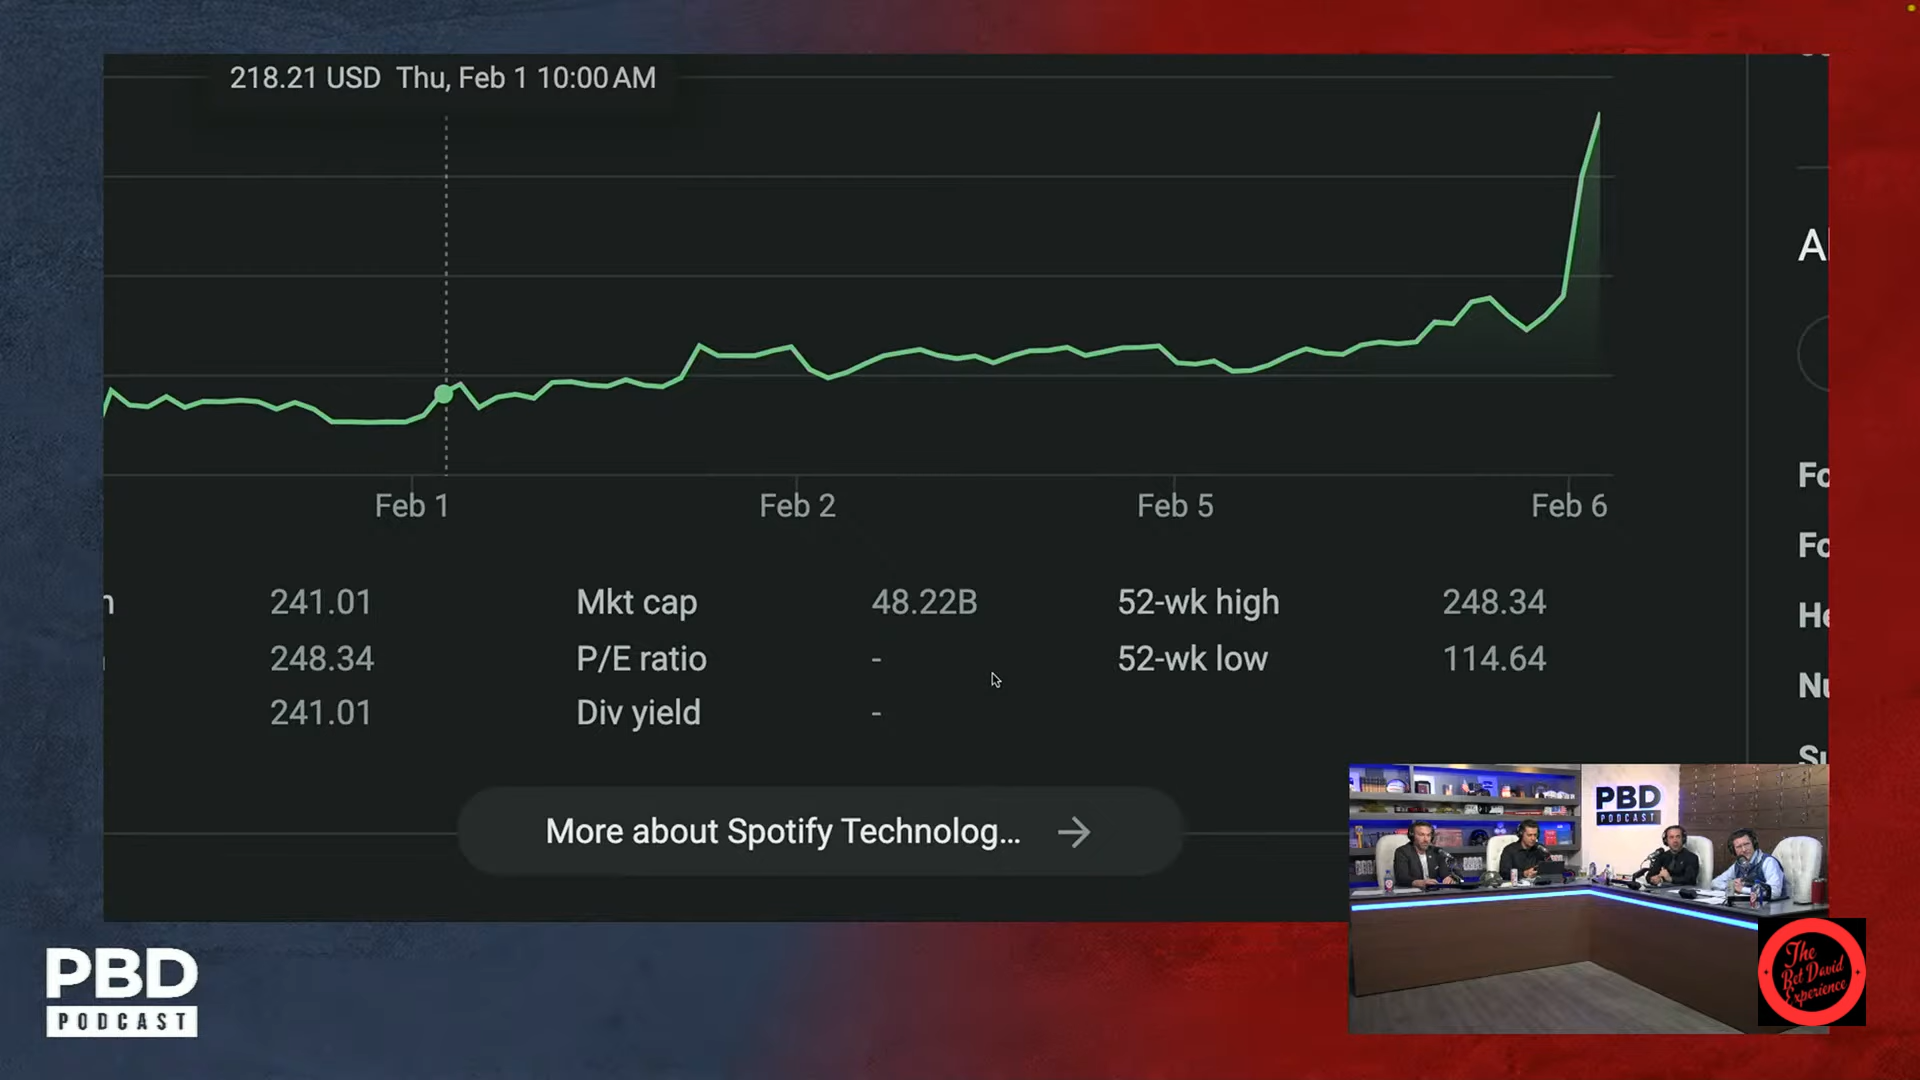 218.21 USD Thu, Feb 1 10:00 AM
Feb 1 Feb 2 Feb 5 Feb 6
241.01 Mkt cap 48.22B 52-wk high 248.34
248.34 P/E ratio - 52-wk low 114.64
241.01 Div yield -
More about Spotify Technolog... →
PBD
PODCAST
PBD
PODCAST
The
Bet David
Experience